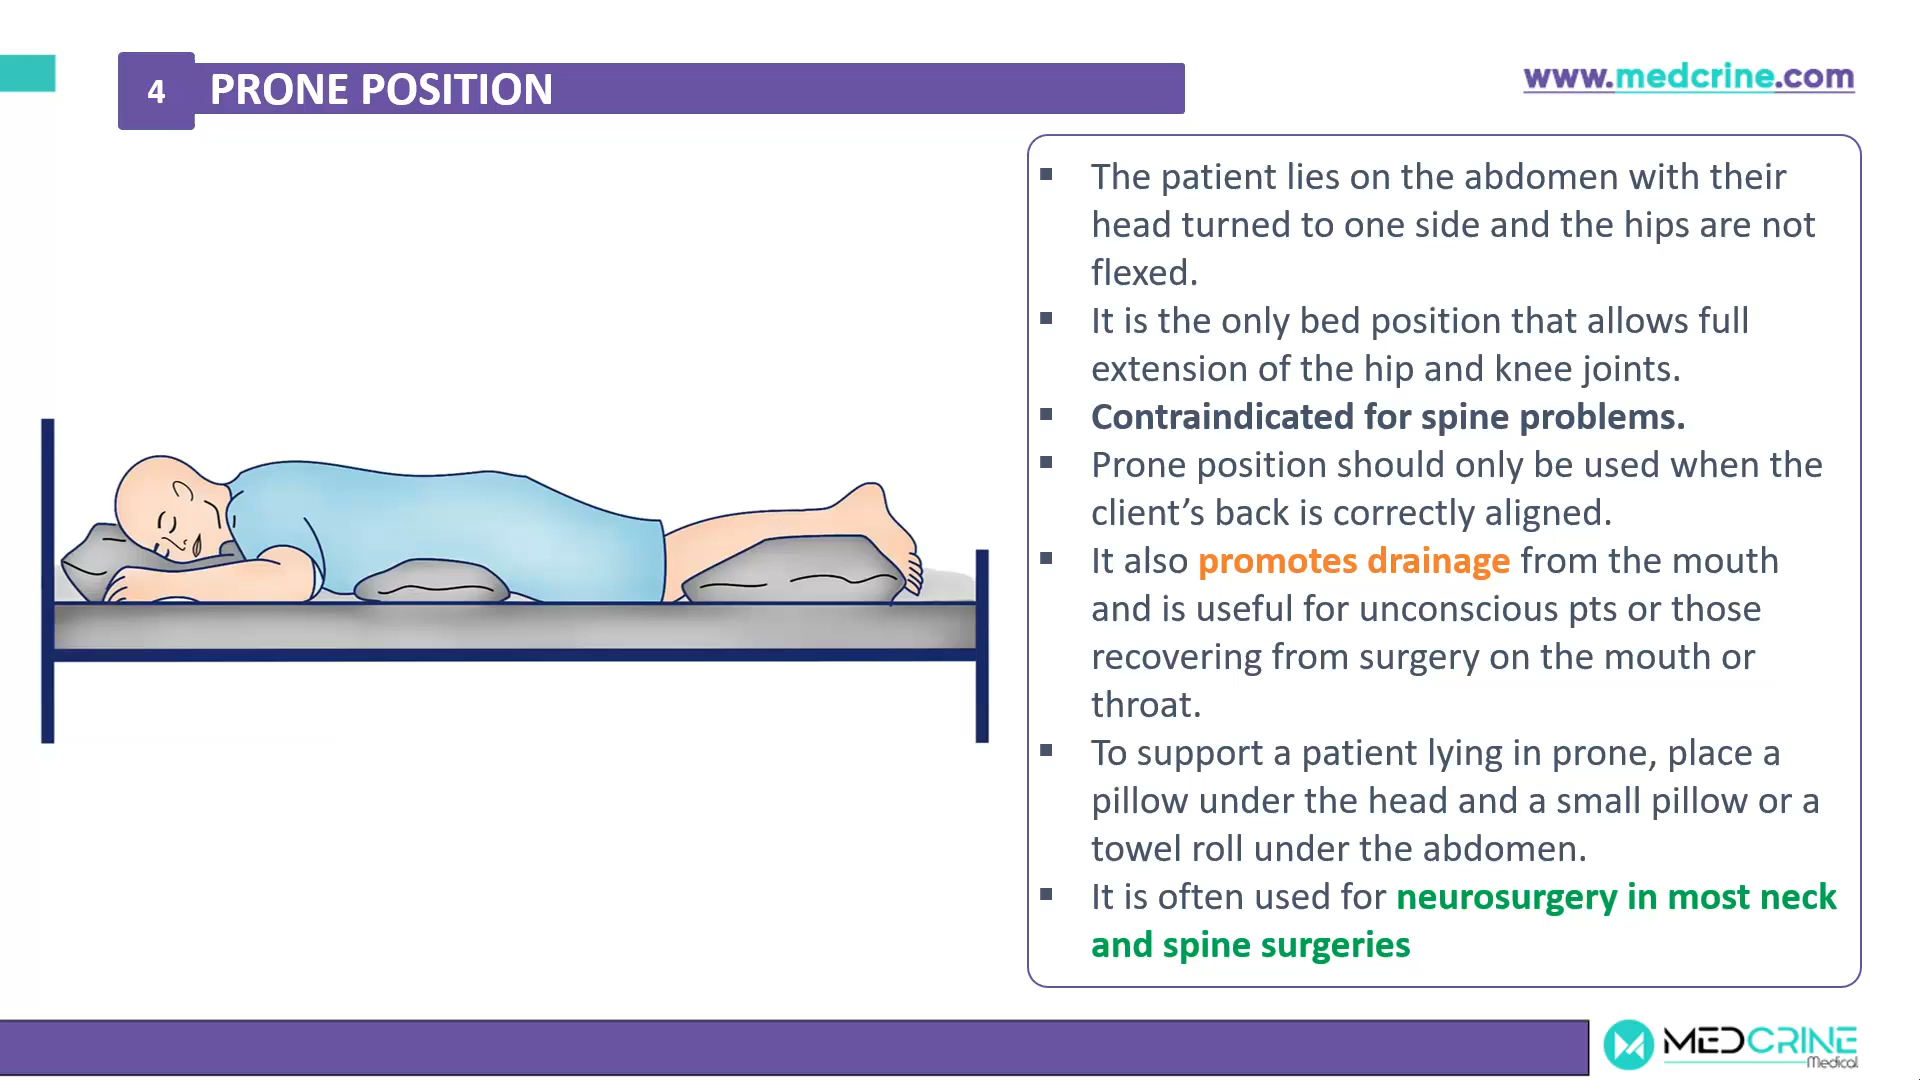 4
PRONE POSITION
www.medcrine.com
▪ The patient lies on the abdomen with their
head turned to one side and the hips are not
flexed.
▪ It is the only bed position that allows full
extension of the hip and knee joints.
▪ Contraindicated for spine problems.
▪ Prone position should only be used when the
client’s back is correctly aligned.
▪ It also promotes drainage from the mouth
and is useful for unconscious pts or those
recovering from surgery on the mouth or
throat.
▪ To support a patient lying in prone, place a
pillow under the head and a small pillow or a
towel roll under the abdomen.
▪ It is often used for neurosurgery in most neck
and spine surgeries
MEDCRINE
Medical